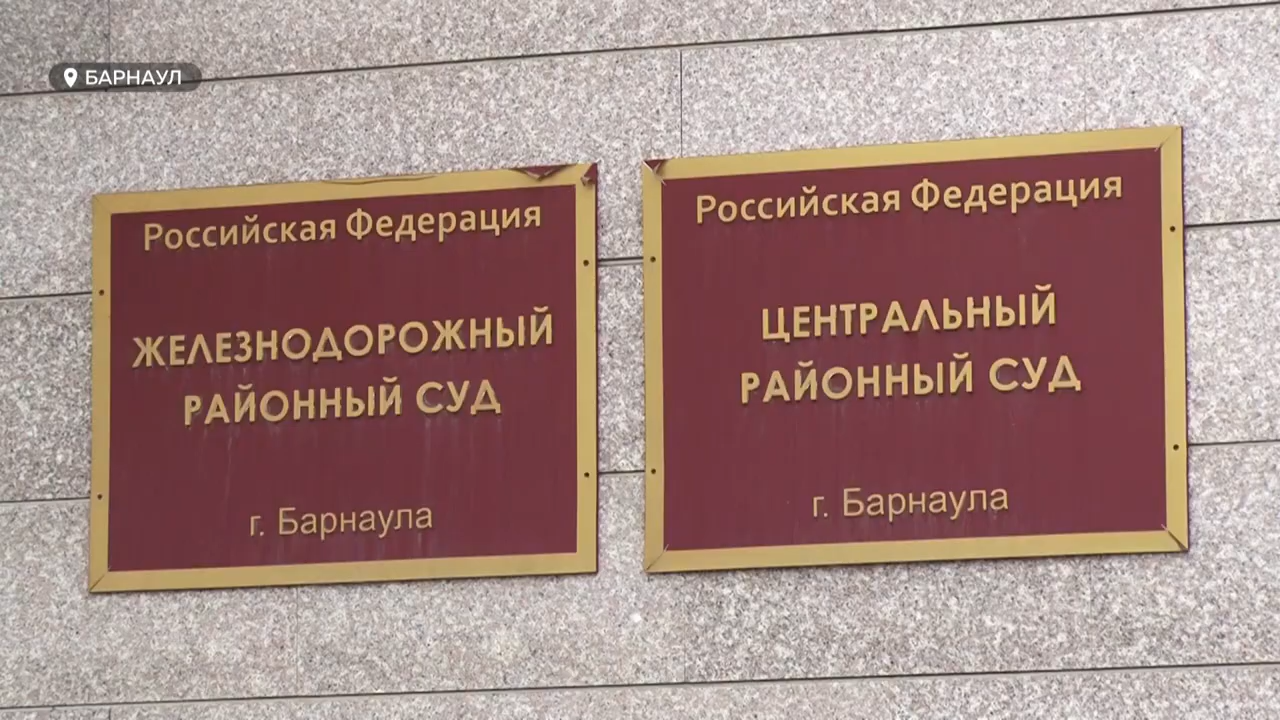 БАРНАУЛ
Российская Федерация
ЖЕЛЕЗНОДОРОЖНЫЙ
РАЙОННЫЙ СУД
г. Барнаула
Российская Федерация
ЦЕНТРАЛЬНЫЙ
РАЙОННЫЙ СУД
г. Барнаула